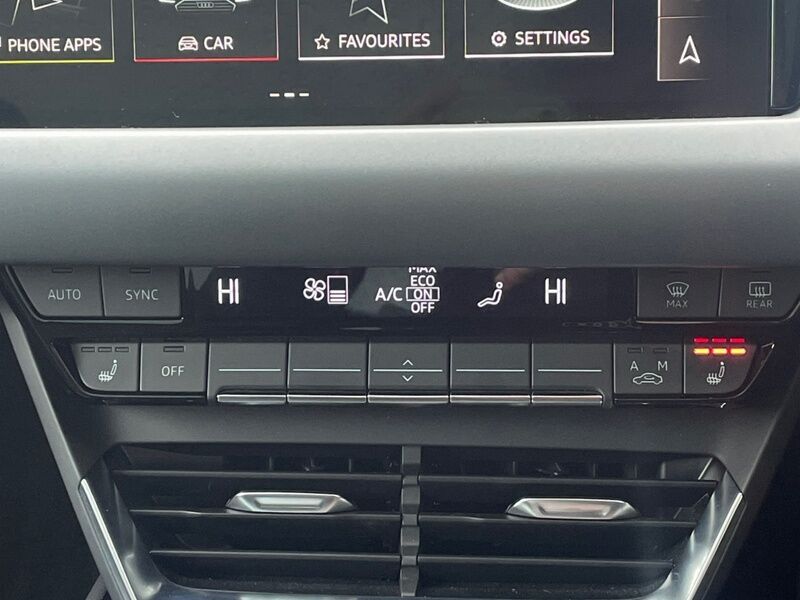 PHONE APPS
CAR
FAVOURITES
SETTINGS
AUTO
SYNC
HI
A/C
MAX
ECO
ON
OFF
HI
MAX
REAR
OFF
A M